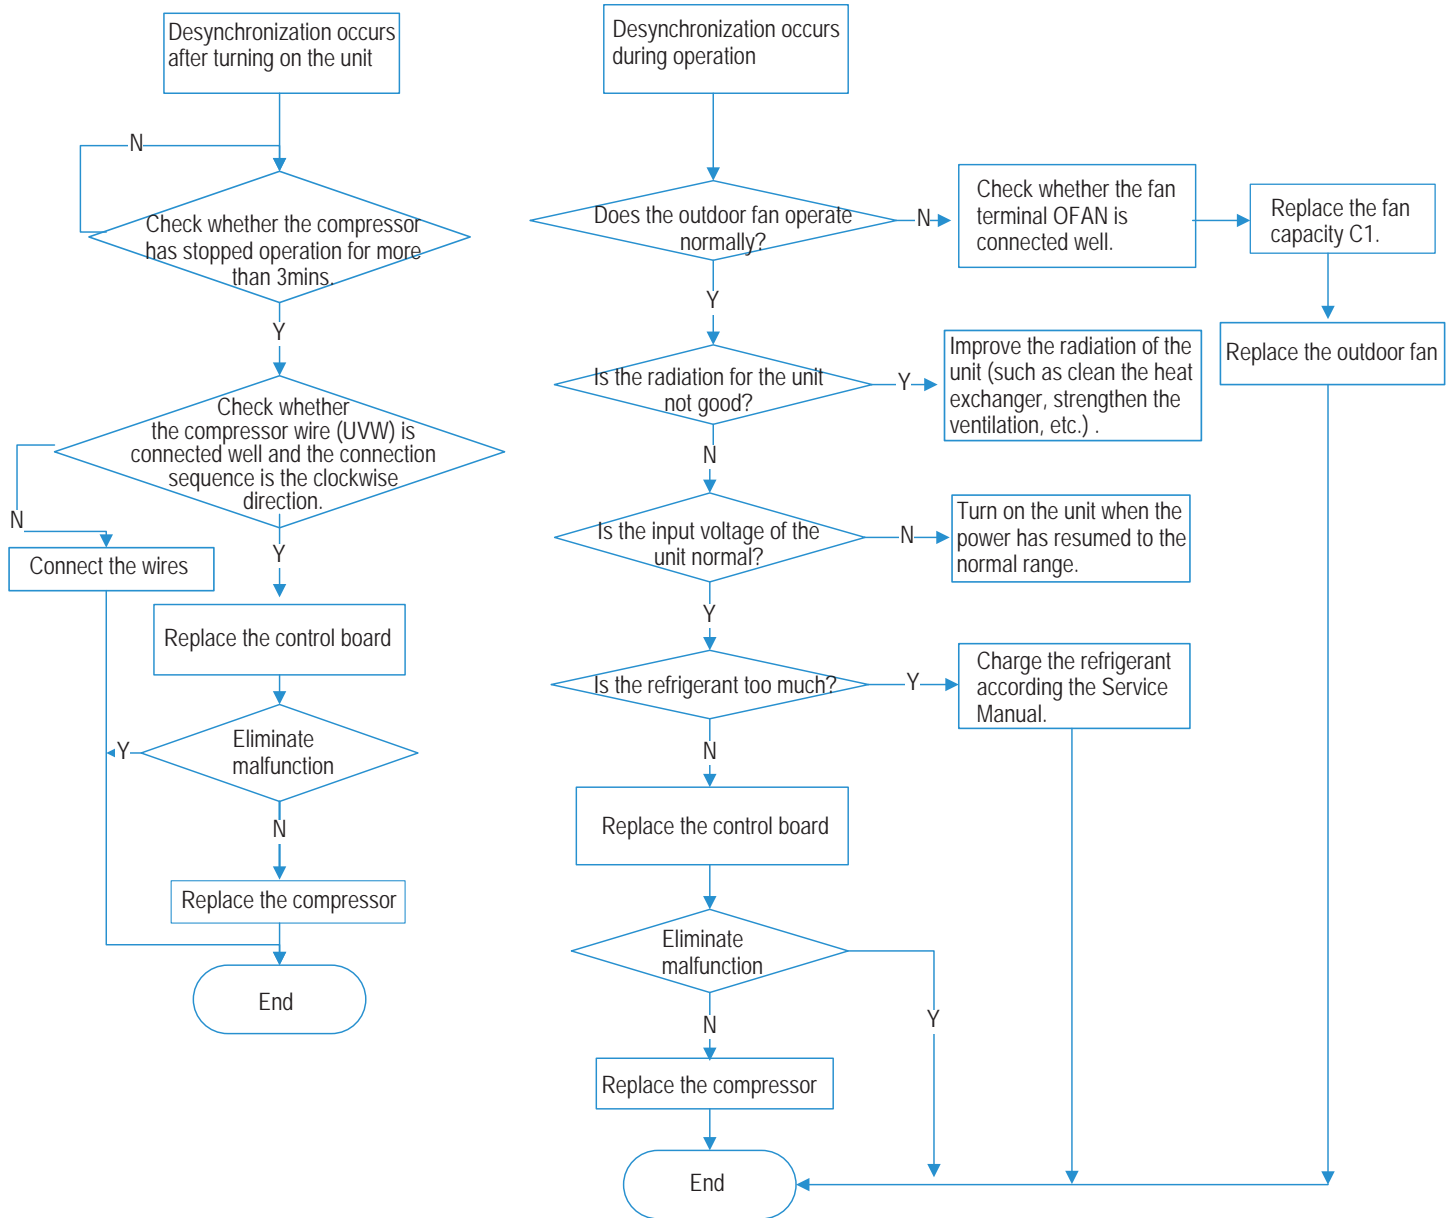 Desynchronization occurs
after turning on the unit
N
Check whether the compressor
has stopped operation for more
than 3mins.
Y
Check whether
the compressor wire (UVW) is
connected well and the connection
sequence is the clockwise
direction.
N
Connect the wires
Y
Replace the control board
Eliminate
malfunction
Y
N
Replace the compressor
End
Desynchronization occurs
during operation
Does the outdoor fan operate
normally?
N
Check whether the fan
terminal OFAN is
connected well.
Replace the fan
capacity C1.
Replace the outdoor fan
Y
Is the radiation for the unit
not good?
Y
Improve the radiation of the
unit (such as clean the heat
exchanger, strengthen the
ventilation, etc.) .
N
Is the input voltage of the
unit normal?
N
Turn on the unit when the
power has resumed to the
normal range.
Y
Is the refrigerant too much?
Y
Charge the refrigerant
according the Service
Manual.
N
Replace the control board
Eliminate
malfunction
Y
N
Replace the compressor
End